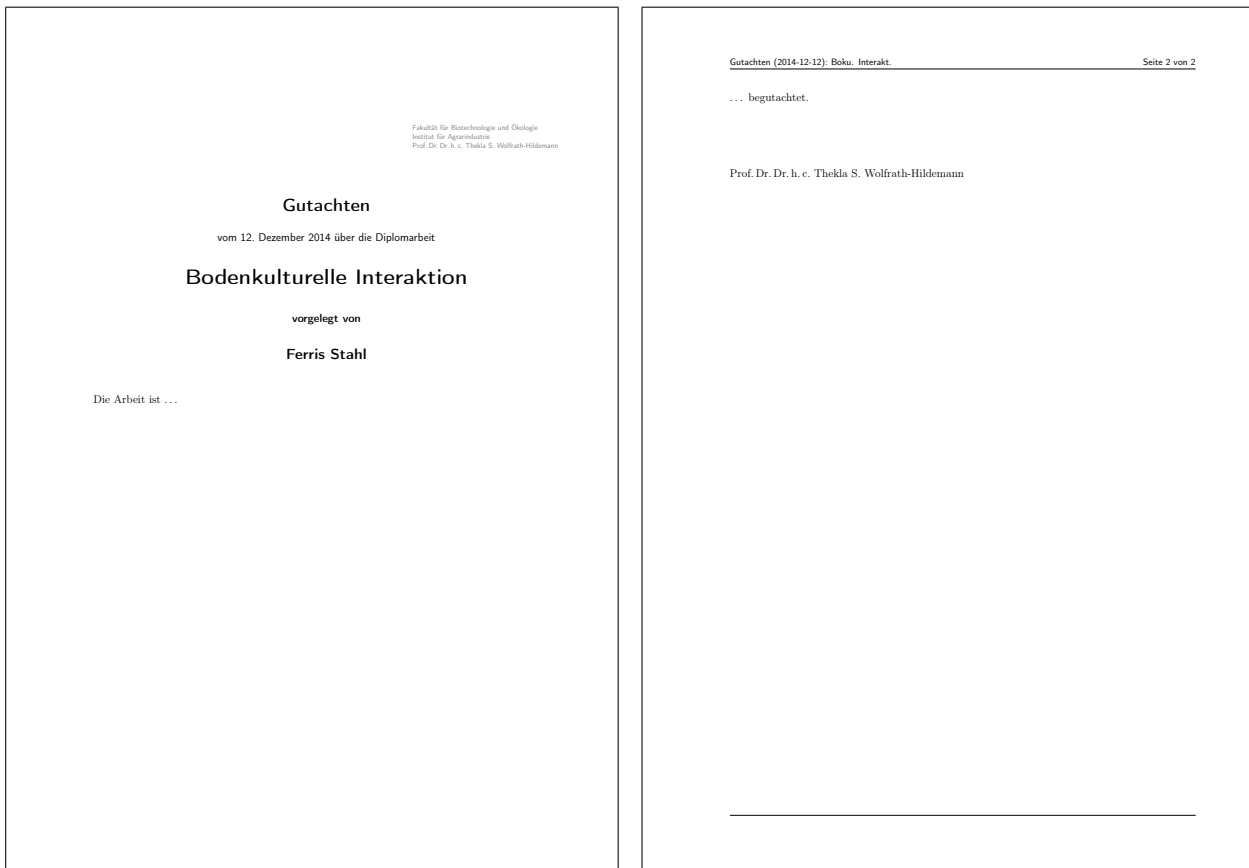 Fakultät für Biotechnologie und Ökologie
Institut für Agrarindustrie
Prof. Dr. Dr. h. c. Thekla S. Wolfrath-Hildemann
Gutachten
vom 12. Dezember 2014 über die Diplomarbeit
Bodenkulturelle Interaktion
vorgelegt von
Ferris Stahl
Die Arbeit ist ...
Gutachten (2014-12-12): Boku. Interakt. Seite 2 von 2
... begutachtet.
Prof. Dr. Dr. h. c. Thekla S. Wolfrath-Hildemann